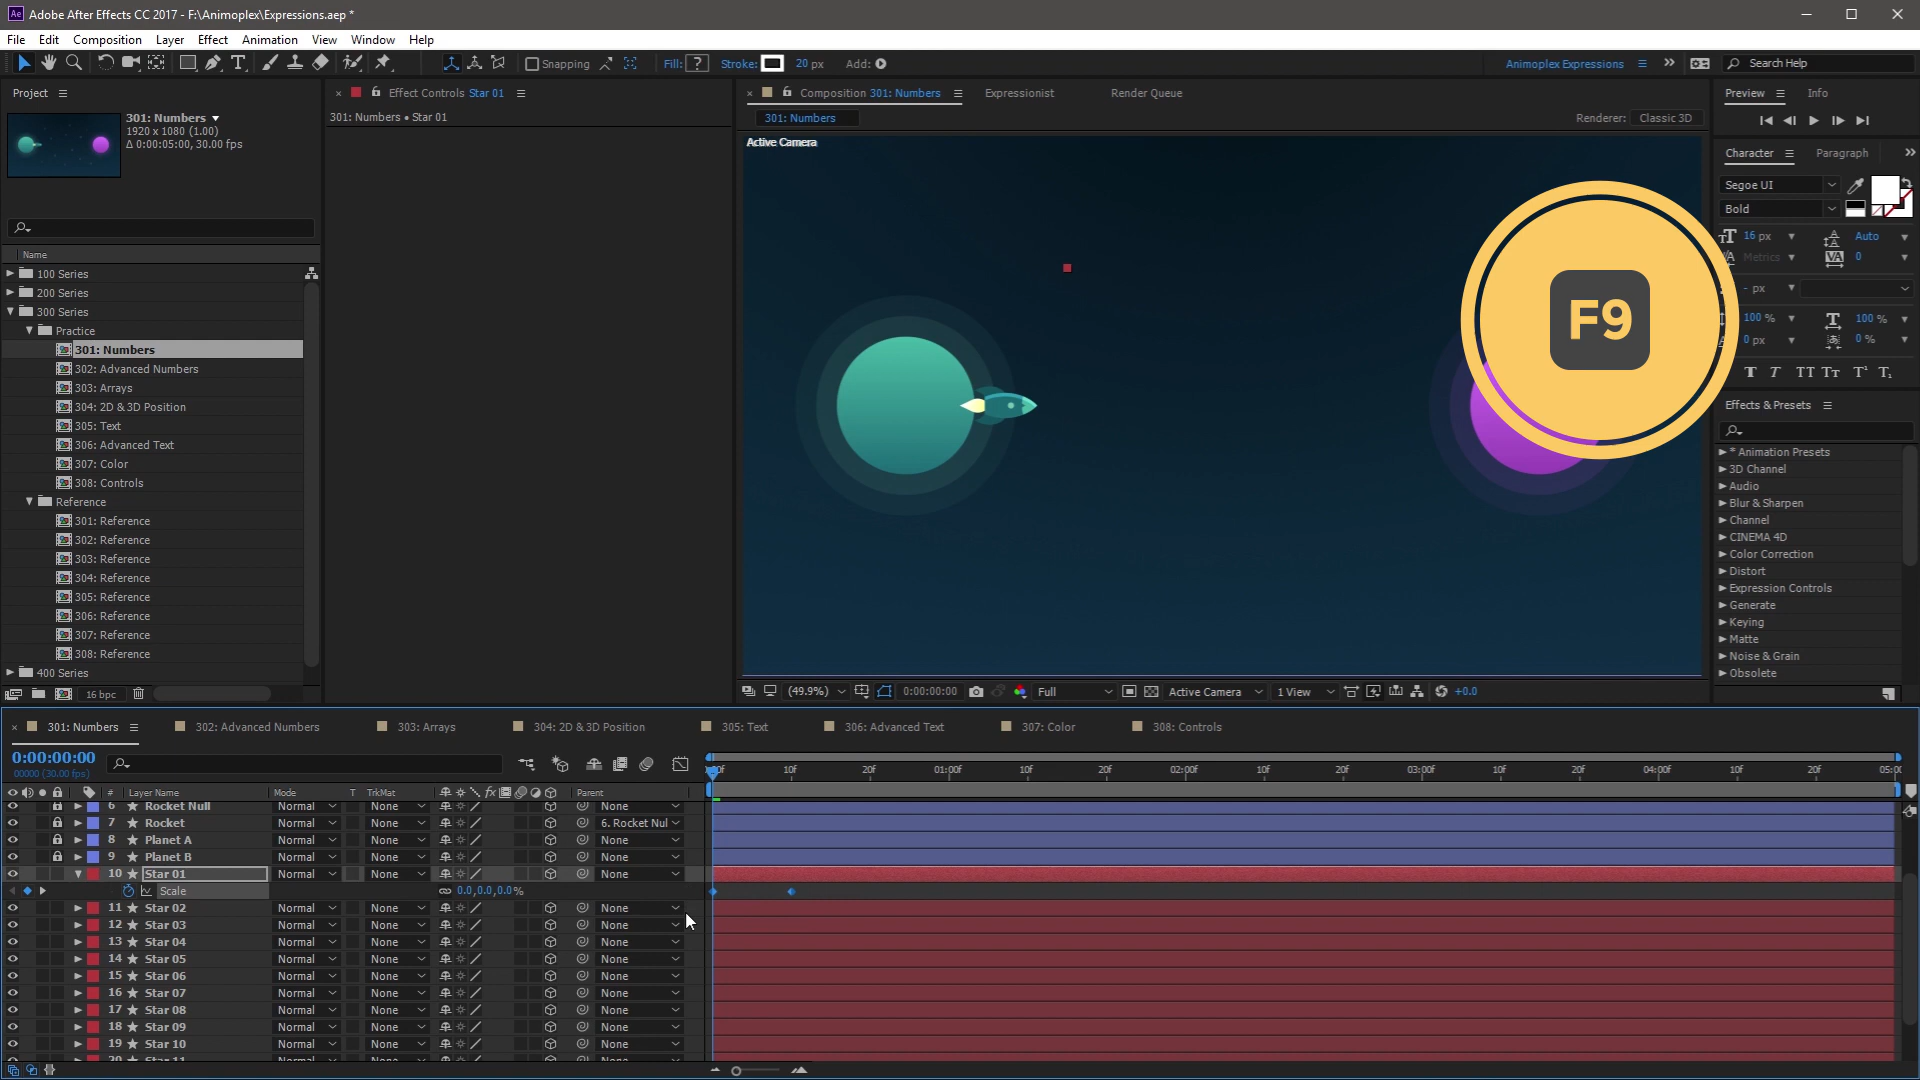 Ae Adobe After Effects CC 2017 - F:\Animoplex\Expressions.aep *
File Edit Composition Layer Effect Animation View Window Help
Snapping Fill: ? Stroke: 20 px Add: Animoplex Expressions Search Help
Project
Effect Controls Star 01
Composition 301: Numbers Expressionist Render Queue
Preview Info
301: Numbers
1920 x 1080 (1.00)
Δ 0:00:05:00, 30.00 fps
301: Numbers • Star 01
301: Numbers
Renderer: Classic 3D
Active Camera
Character Paragraph
Segoe UI
Bold
16 px Auto
Metrics 0
- px
100 % 100 %
0 px 0 %
F9
Name
100 Series
200 Series
300 Series
Practice
301: Numbers
302: Advanced Numbers
303: Arrays
304: 2D & 3D Position
305: Text
306: Advanced Text
307: Color
308: Controls
Reference
301: Reference
302: Reference
303: Reference
304: Reference
305: Reference
306: Reference
307: Reference
308: Reference
400 Series
16 bpc
Effects & Presets
* Animation Presets
3D Channel
Audio
Blur & Sharpen
Channel
CINEMA 4D
Color Correction
Distort
Expression Controls
Generate
Keying
Matte
Noise & Grain
Obsolete
(49.9%) 0:00:00:00 Full Active Camera 1 View +0.0
301: Numbers 302: Advanced Numbers 303: Arrays 304: 2D & 3D Position 305: Text 306: Advanced Text 307: Color 308: Controls
0:00:00:00
00000 (30.00 fps)
10f 20f 01:00f 10f 20f 02:00f 10f 20f 03:00f 10f 20f 04:00f 10f 20f 05:0
# Layer Name Mode T TrkMat fx Parent
6 Rocket Null Normal None None
7 Rocket Normal None 6. Rocket Nul
8 Planet A Normal None None
9 Planet B Normal None None
10 Star 01 Normal None None
Scale 0.0,0.0,0.0%
11 Star 02 Normal None None
12 Star 03 Normal None None
13 Star 04 Normal None None
14 Star 05 Normal None None
15 Star 06 Normal None None
16 Star 07 Normal None None
17 Star 08 Normal None None
18 Star 09 Normal None None
19 Star 10 Normal None None
20 Star 11 Normal None None